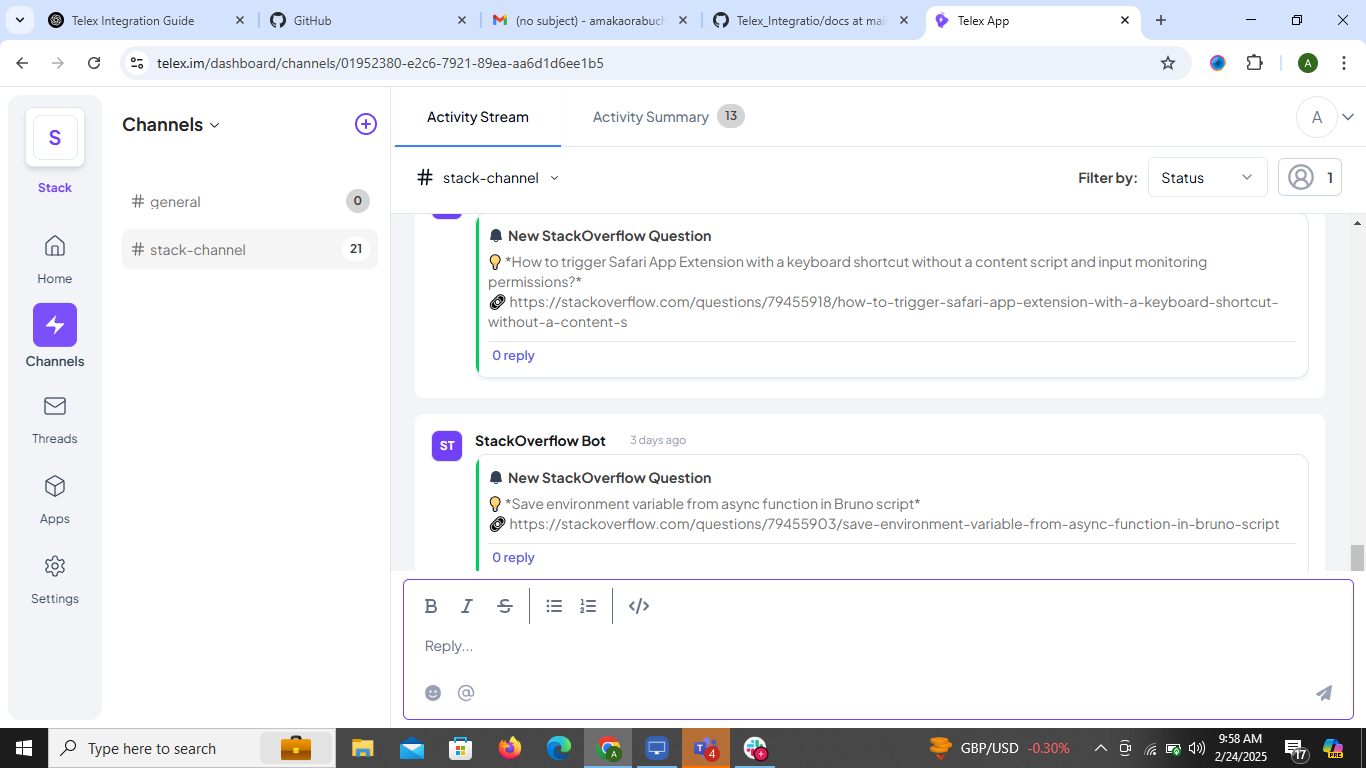 Telex Integration Guide
GitHub
(no subject) - amakaorabuch
Telex_Integratio/docs at mai
Telex App
telex.im/dashboard/channels/01952380-e2c6-7921-89ea-aa6d1d6ee1b5
A
S
Stack
Home
Channels
Threads
Apps
Settings
Channels
# general 0
# stack-channel 21
Activity Stream
Activity Summary 13
A
# stack-channel
Filter by: Status 1
New StackOverflow Question
*How to trigger Safari App Extension with a keyboard shortcut without a content script and input monitoring
permissions?*
https://stackoverflow.com/questions/79455918/how-to-trigger-safari-app-extension-with-a-keyboard-shortcut-
without-a-content-s
0 reply
ST StackOverflow Bot 3 days ago
New StackOverflow Question
*Save environment variable from async function in Bruno script*
https://stackoverflow.com/questions/79455903/save-environment-variable-from-async-function-in-bruno-script
0 reply
B I S
Reply...
@
Type here to search
A
4
GBP/USD -0.30%
9:58 AM
2/24/2025
17
PRE